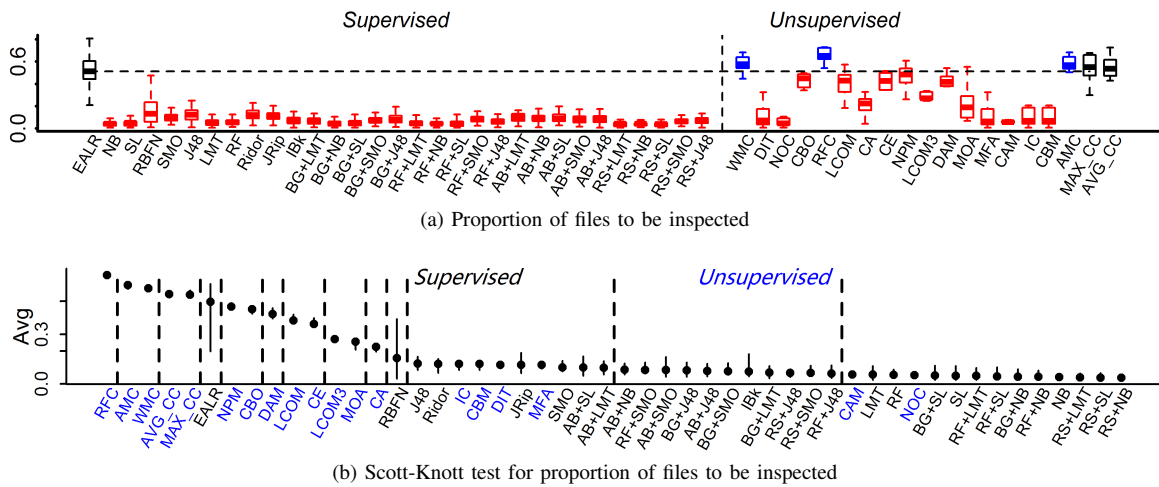 Supervised Unsupervised
0.6
0.0
EALR NB SL RBFN SMO J48 LMT RF Ridor JRip IBk BG+LMT BG+NB BG+SL BG+SMO BG+J48 RF+LMT RF+NB RF+SL RF+SMO RF+J48 AB+LMT AB+NB AB+SL AB+SMO AB+J48 RS+LMT RS+NB RS+SL RS+SMO RS+J48 WMC DIT NOC CBO RFC LCOM CA CE NPM LCOM3 DAM MOA MFA CAM IC CBM AMC MAX_CC AVG_CC
(a) Proportion of files to be inspected
Supervised Unsupervised
Avg
0.3
0.0
RFC AMC WMC AVG_CC MAX_CC EALR NPM CBO DAM LCOM CE LCOM3 MOA CA RBFN J48 Ridor IC CBM DIT JRip MFA SMO AB+SL AB+LMT AB+NB RF+SMO AB+SMO BG+J48 AB+J48 BG+SMO IBk BG+LMT RS+J48 RS+SMO RF+J48 CAM LMT RF NOC BG+SL SL RF+LMT RF+SL BG+NB RF+NB NB RS+LMT RS+SL RS+NB
(b) Scott-Knott test for proportion of files to be inspected